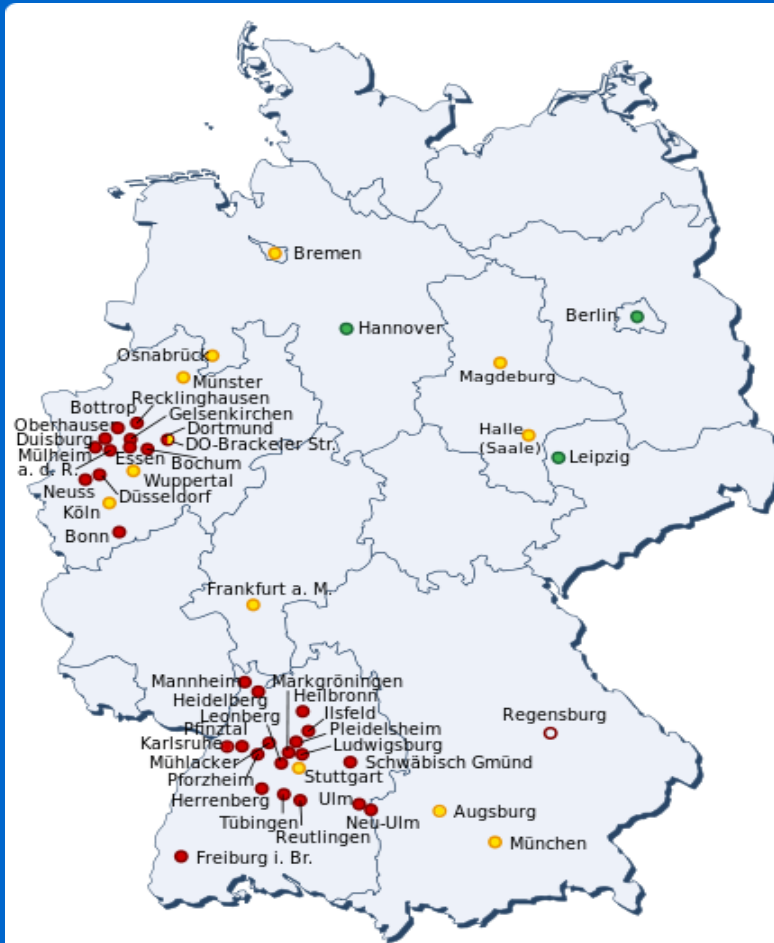 Bremen
Hannover
Berlin
Osnabrück
Magdeburg
Münster
Recklinghausen
Bottrop
Gelsenkirchen
Oberhausen
Dortmund
Duisburg
DO-Brackeler Str.
Halle
(Saale)
Mülheim
a. d. R.
Essen
Bochum
Leipzig
Wuppertal
Neuss
Düsseldorf
Köln
Bonn
Frankfurt a. M.
Mannheim
Markgröningen
Heidelberg
Heilbronn
Leonberg
Ilsfeld
Regensburg
Pfinztal
Pleidelsheim
Karlsruhe
Ludwigsburg
Mühlacker
Schwäbisch Gmünd
Pforzheim
Stuttgart
Herrenberg
Ulm
Augsburg
Tübingen
Neu-Ulm
Reutlingen
München
Freiburg i. Br.